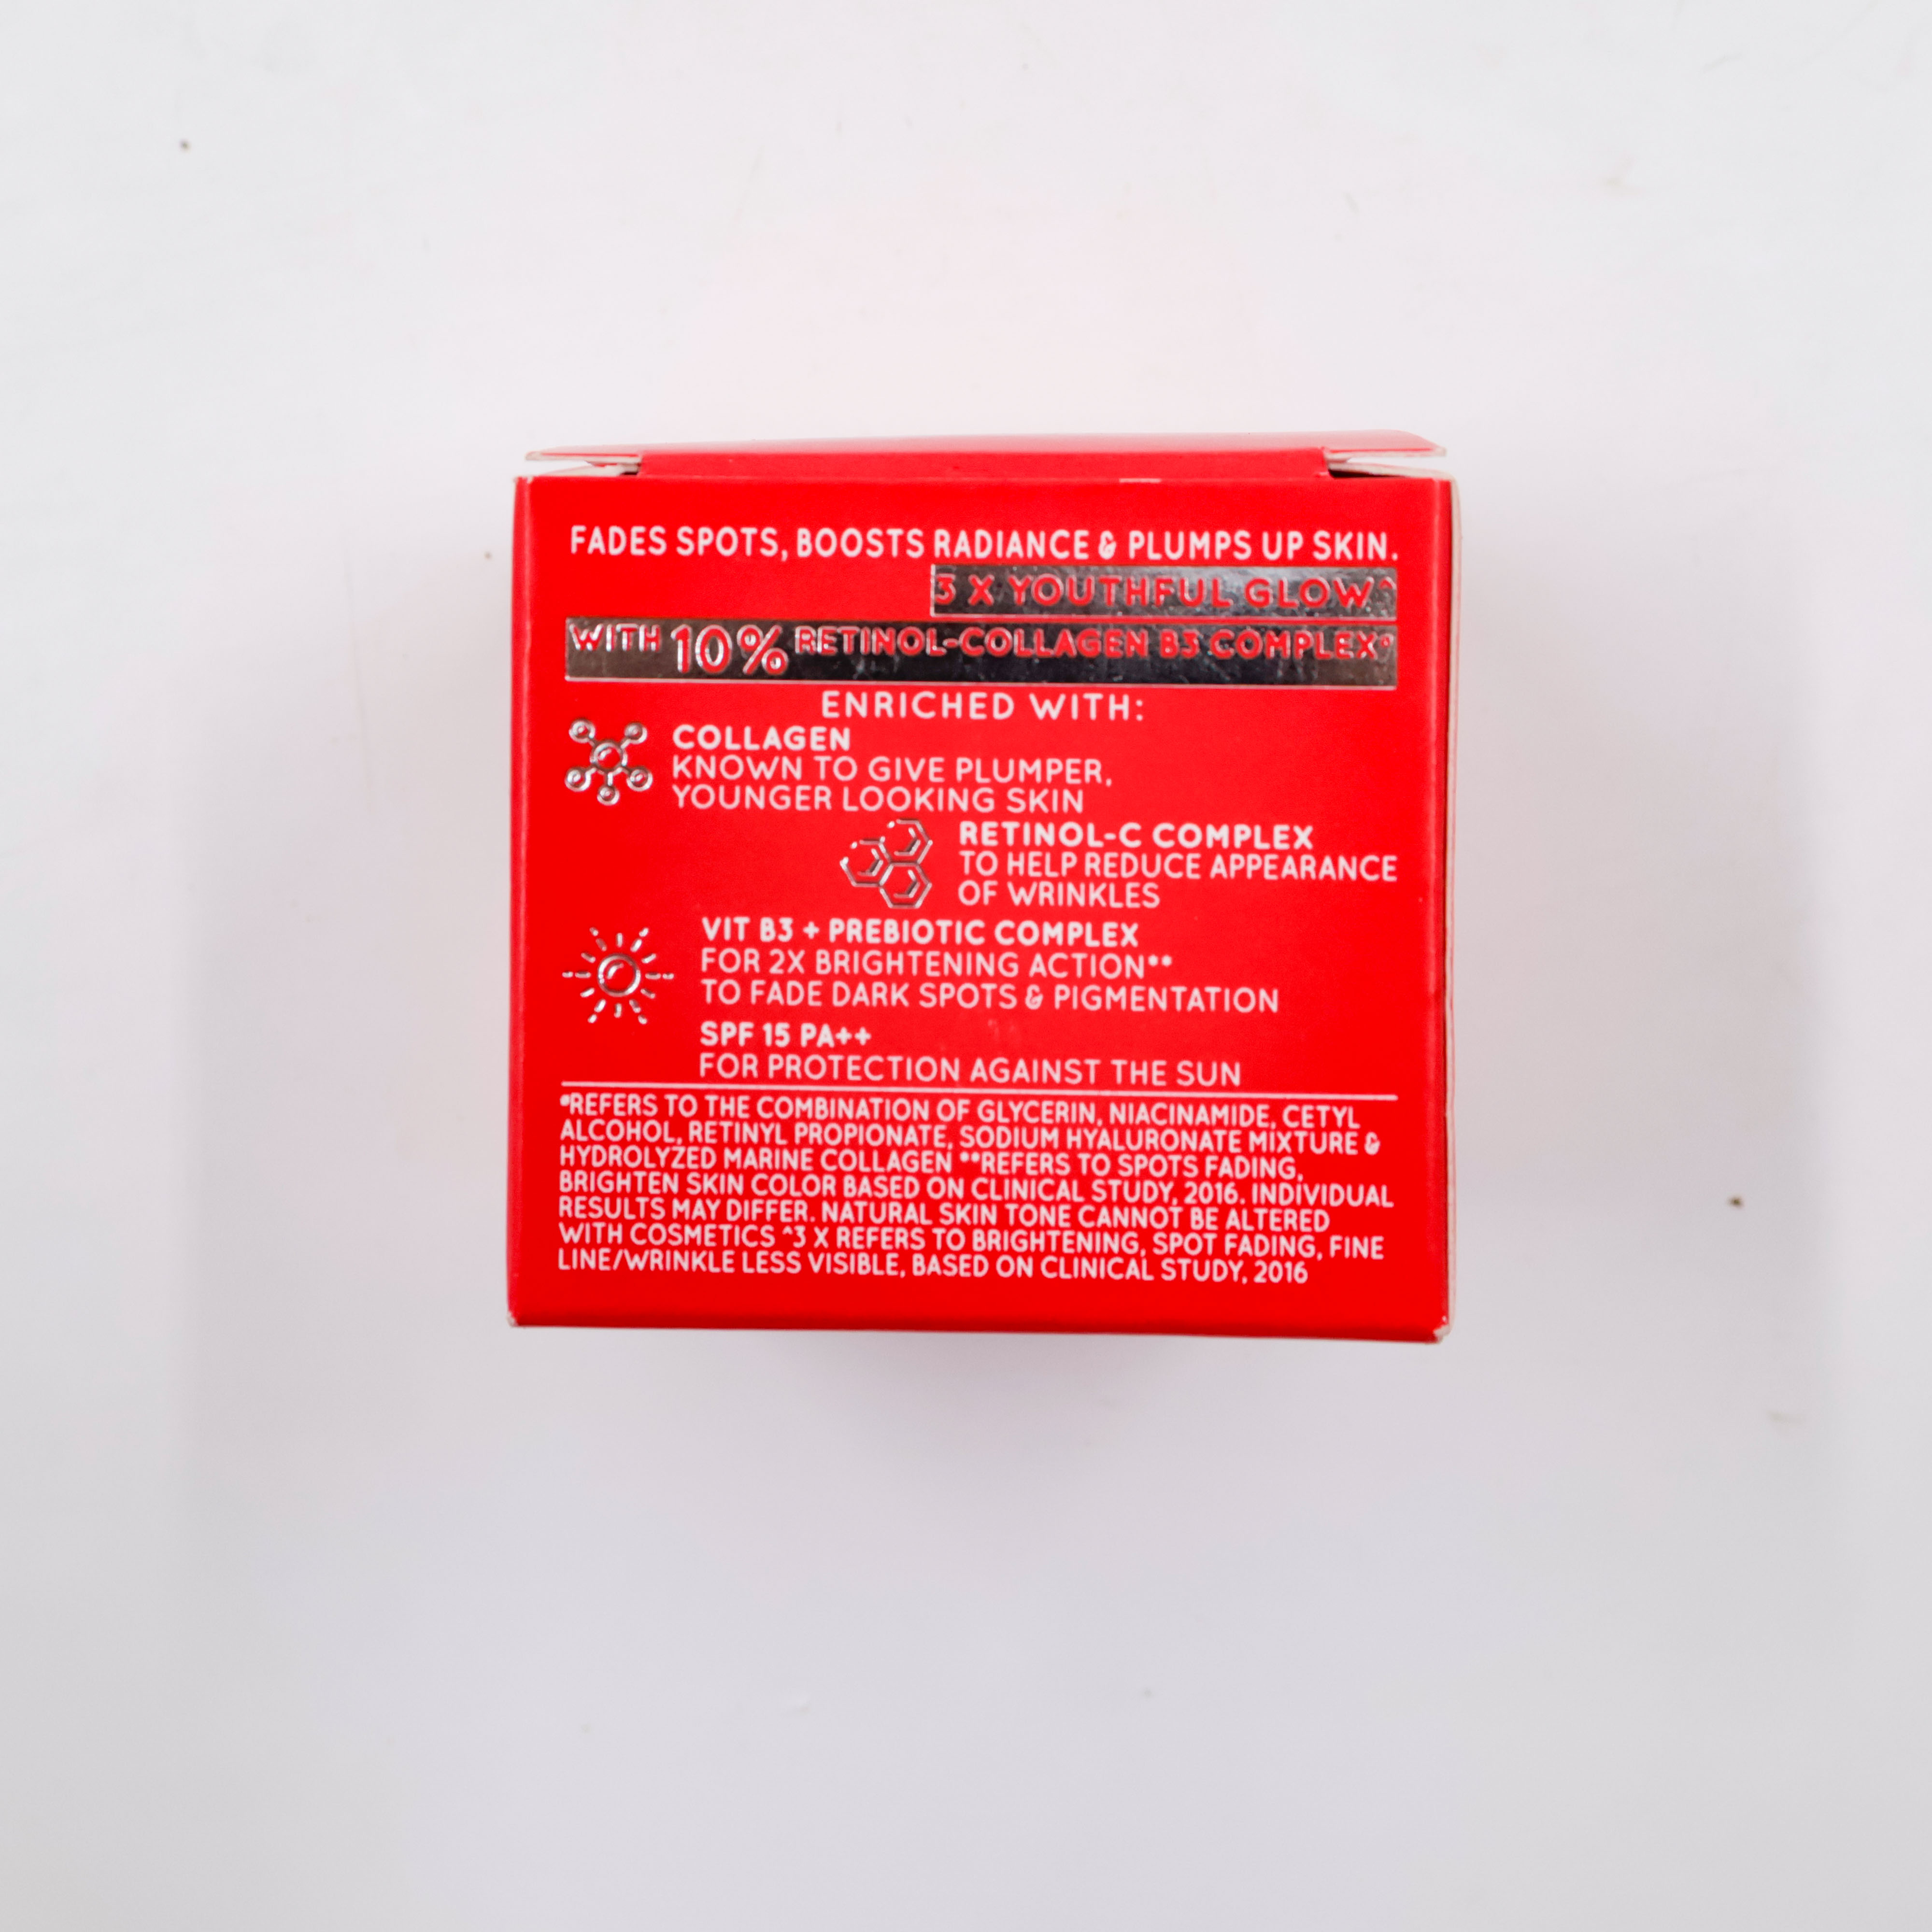 FADES SPOTS, BOOSTS RADIANCE & PLUMPS UP SKIN.
3 X YOUTHFUL GLOW^
WITH 10% RETINOL-COLLAGEN B3 COMPLEX#
ENRICHED WITH:
COLLAGEN
KNOWN TO GIVE PLUMPER,
YOUNGER LOOKING SKIN
RETINOL-C COMPLEX
TO HELP REDUCE APPEARANCE
OF WRINKLES
VIT B3 + PREBIOTIC COMPLEX
FOR 2X BRIGHTENING ACTION**
TO FADE DARK SPOTS & PIGMENTATION
SPF 15 PA++
FOR PROTECTION AGAINST THE SUN
#REFERS TO THE COMBINATION OF GLYCERIN, NIACINAMIDE, CETYL
ALCOHOL, RETINYL PROPIONATE, SODIUM HYALURONATE MIXTURE &
HYDROLYZED MARINE COLLAGEN **REFERS TO SPOTS FADING,
BRIGHTEN SKIN COLOR BASED ON CLINICAL STUDY, 2016. INDIVIDUAL
RESULTS MAY DIFFER. NATURAL SKIN TONE CANNOT BE ALTERED
WITH COSMETICS ^3 X REFERS TO BRIGHTENING, SPOT FADING, FINE
LINE/WRINKLE LESS VISIBLE, BASED ON CLINICAL STUDY, 2016